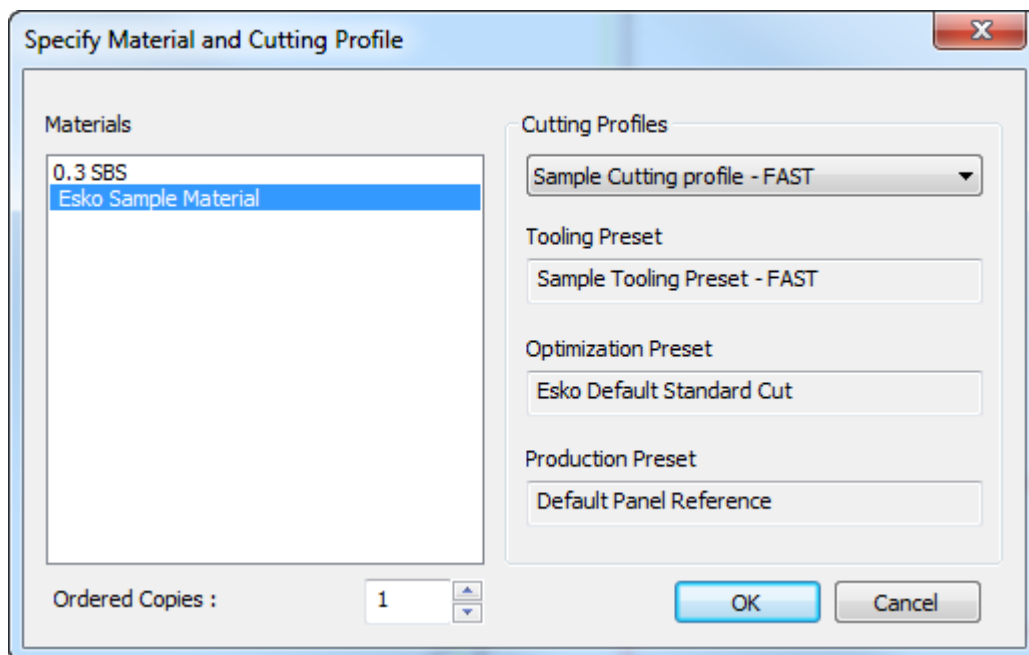 Specify Material and Cutting Profile
Materials
0.3 SBS
Esko Sample Material
Ordered Copies :
1
Cutting Profiles
Sample Cutting profile - FAST
Tooling Preset
Sample Tooling Preset - FAST
Optimization Preset
Esko Default Standard Cut
Production Preset
Default Panel Reference
OK
Cancel